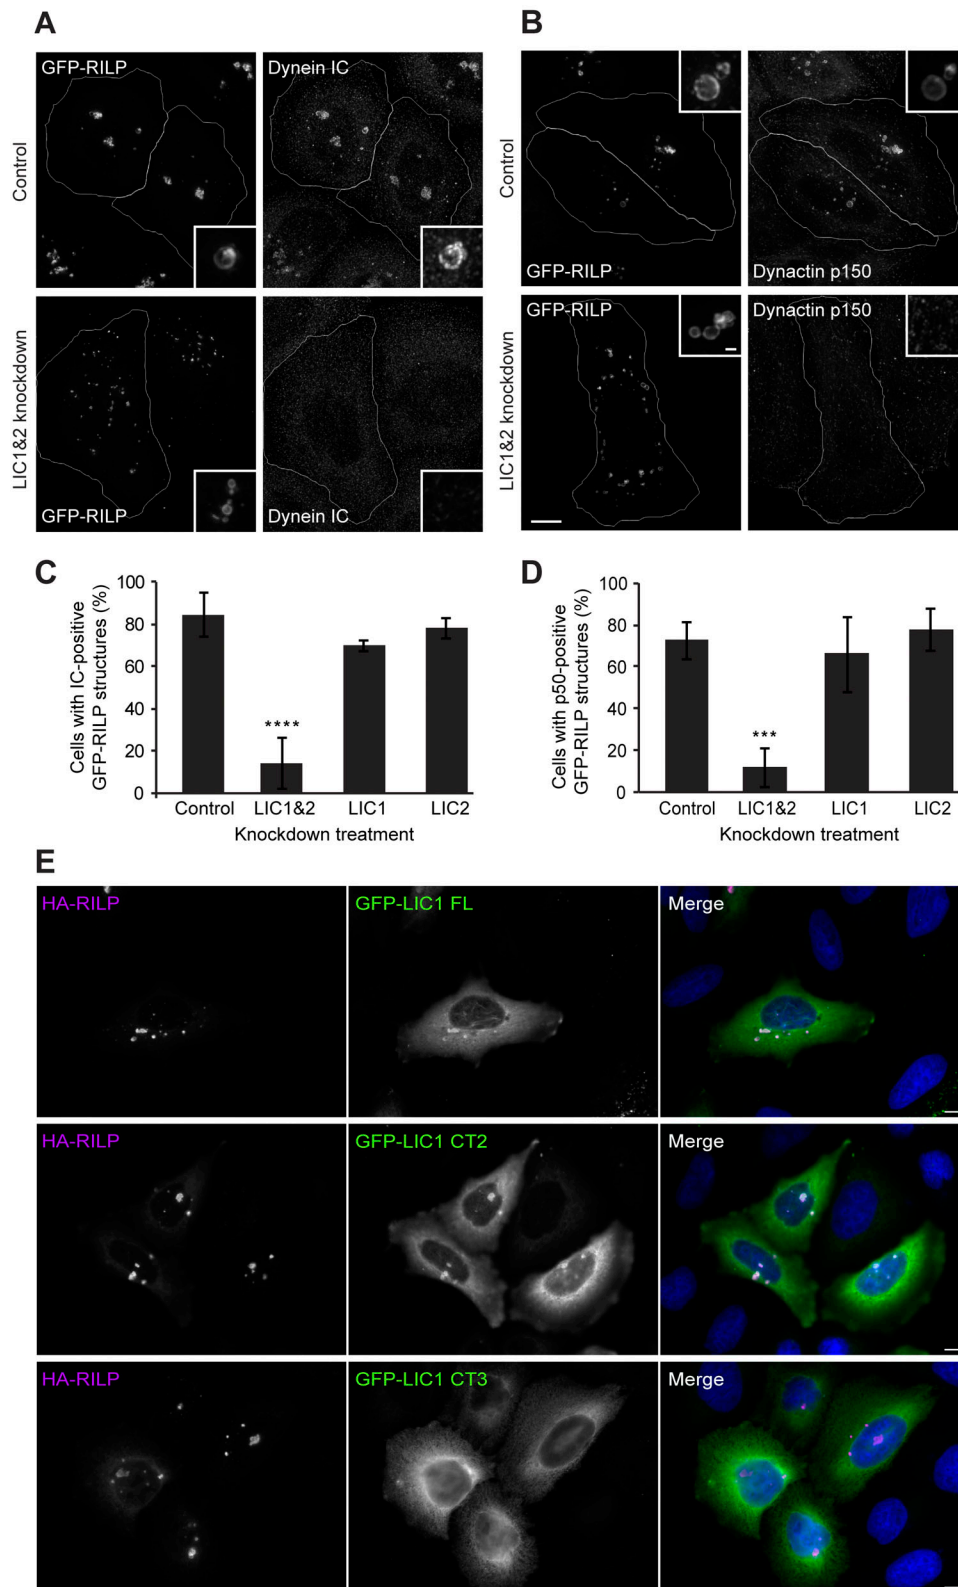 A
GFP-RILP
Dynein IC
Control
GFP-RILP
Dynein IC
LIC1&2 knockdown
B
Control
GFP-RILP
Dynactin p150
GFP-RILP
Dynactin p150
LIC1&2 knockdown
C
Cells with IC-positive
GFP-RILP structures (%)
100
80
60
40
20
0
****
Control
LIC1&2
LIC1
LIC2
Knockdown treatment
D
Cells with p50-positive
GFP-RILP structures (%)
100
80
60
40
20
0
***
Control
LIC1&2
LIC1
LIC2
Knockdown treatment
E
HA-RILP
GFP-LIC1 FL
Merge
HA-RILP
GFP-LIC1 CT2
Merge
HA-RILP
GFP-LIC1 CT3
Merge